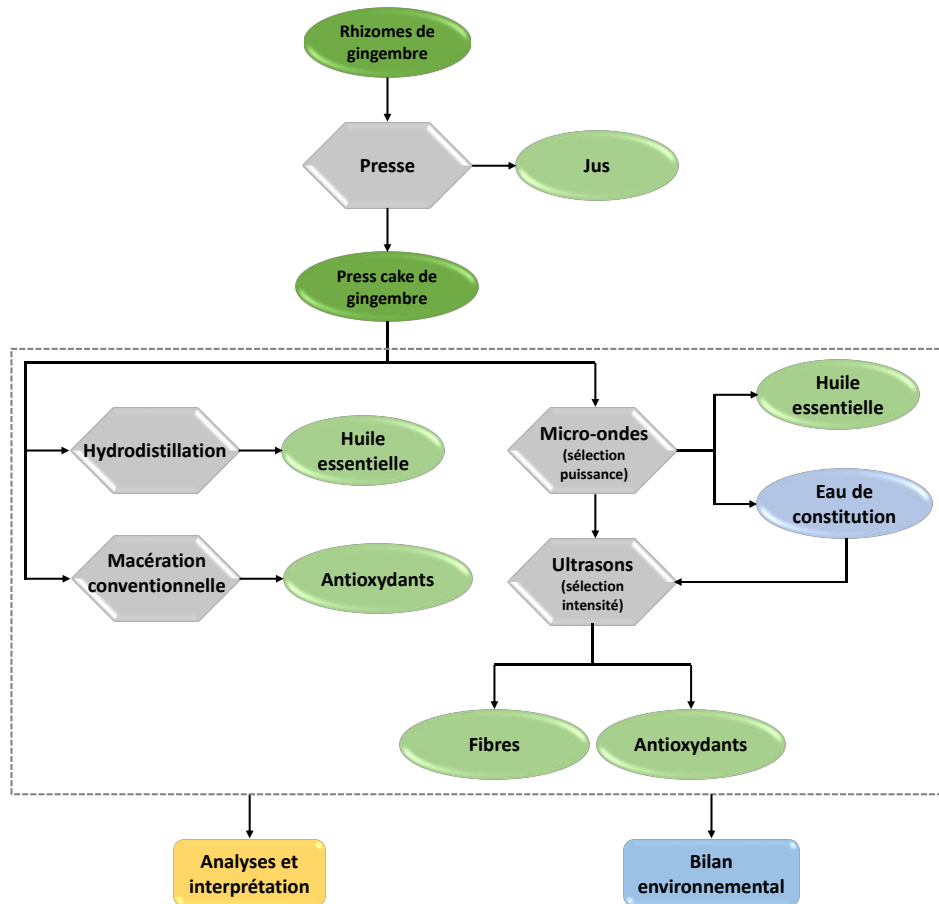 Rhizomes de
gingembre
Presse
Jus
Press cake de
gingembre
Hydrodistillation
Huile
essentielle
Macération
conventionnelle
Antioxydants
Micro-ondes
(sélection
puissance)
Huile
essentielle
Eau de
constitution
Ultrasons
(sélection
intensité)
Fibres
Antioxydants
Analyses et
interprétation
Bilan
environnemental